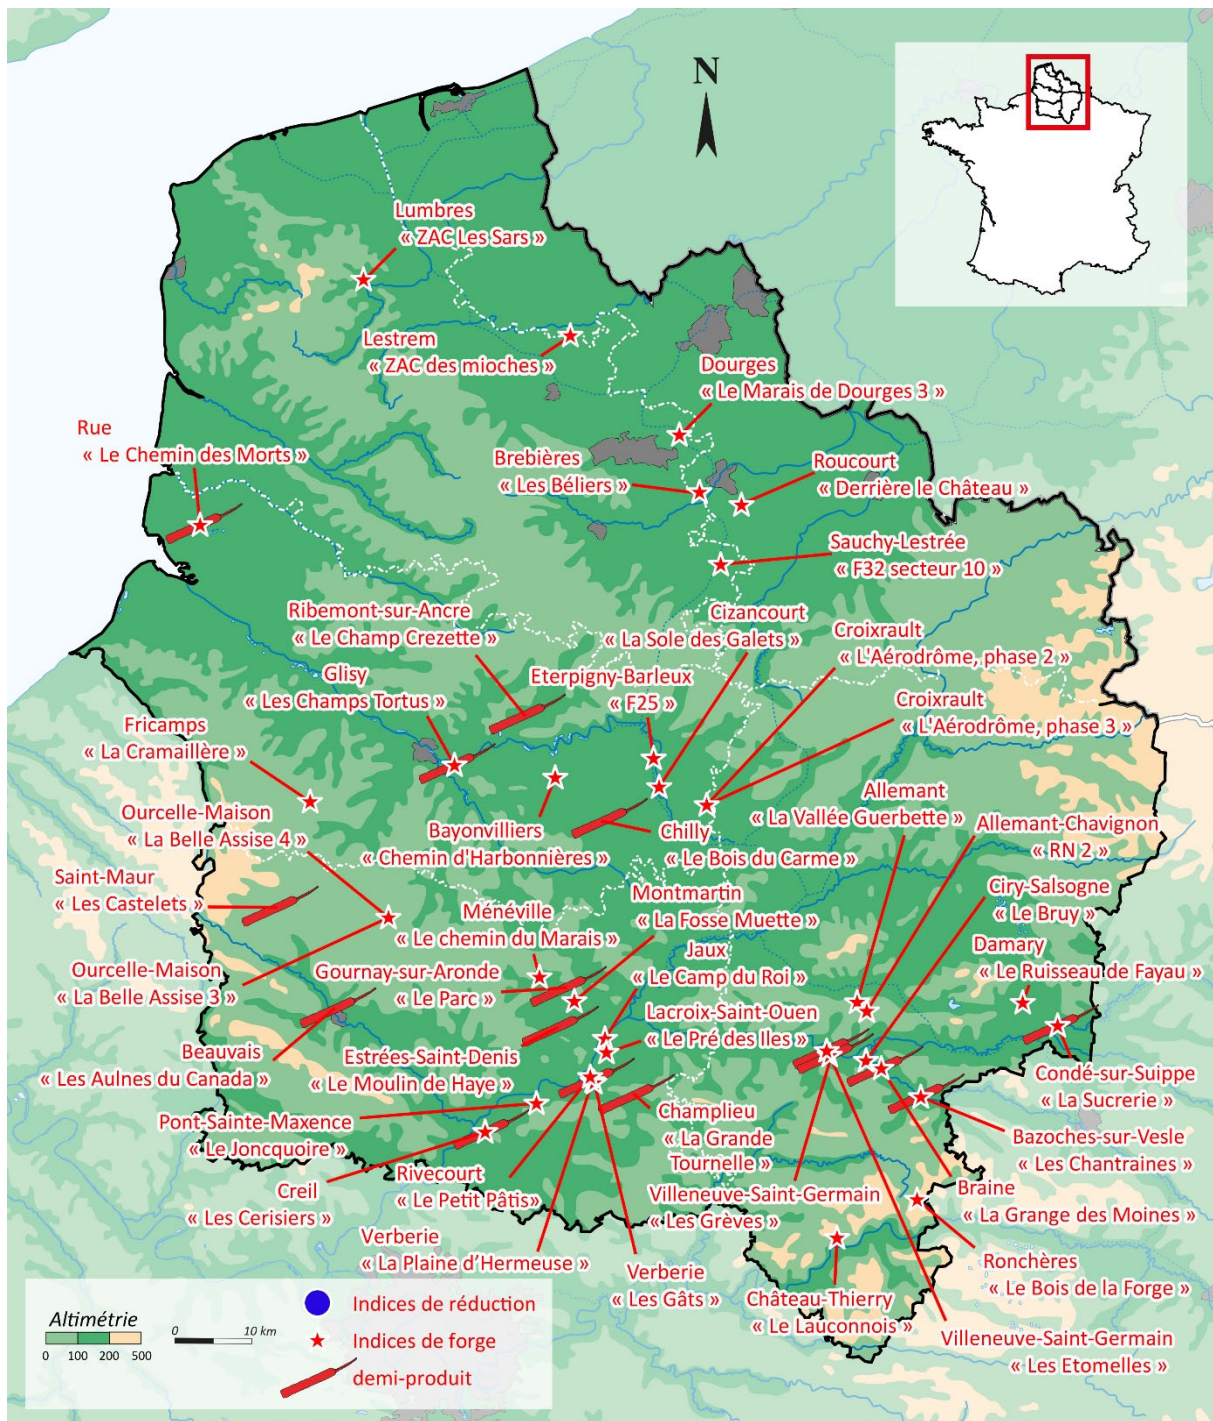 N
Lumbres
« ZAC Les Sars »
Lestrem
« ZAC des mioches »
Dourges
« Le Marais de Dourges 3 »
Rue
« Le Chemin des Morts »
Brebières
« Les Béliers »
Roucourt
« Derrière le Château »
Sauchy-Lestrée
« F32 secteur 10 »
Ribemont-sur-Ancre
« Le Champ Crezette »
Cizancourt
« La Sole des Galets »
Croixrault
« L'Aérodrôme, phase 2 »
Glisy
« Les Champs Tortus »
Eterpigny-Barleux
« F25 »
Croixrault
« L'Aérodrôme, phase 3 »
Fricamps
« La Cramaillère »
Allemant
« La Vallée Guerbette »
Ourcelle-Maison
« La Belle Assise 4 »
Bayonvilliers
« Chemin d'Harbonnières »
Chilly
« Le Bois du Carme »
Allemant-Chavignon
« RN 2 »
Saint-Maur
« Les Castelets »
Ménéville
« Le chemin du Marais »
Montmartin
« La Fosse Muette »
Ciry-Salsogne
« Le Bruy »
Damary
« Le Ruisseau de Fayau »
Ourcelle-Maison
« La Belle Assise 3 »
Gournay-sur-Aronde
« Le Parc »
Jaux
« Le Camp du Roi »
Lacroix-Saint-Ouen
« Le Pré des Iles »
Beauvais
« Les Aulnes du Canada »
Estrées-Saint-Denis
« Le Moulin de Haye »
Condé-sur-Suippe
« La Sucrerie »
Pont-Sainte-Maxence
« Le Joncquoire »
Champlieu
« La Grande
Tournelle »
Bazoches-sur-Vesle
« Les Chantraines »
Creil
« Les Cerisiers »
Rivecourt
« Le Petit Pâtis»
Villeneuve-Saint-Germain
« Les Grèves »
Braine
« La Grange des Moines »
Verberie
« La Plaine d’Hermeuse »
Verberie
« Les Gâts »
Château-Thierry
« Le Lauconnois »
Ronchères
« Le Bois de la Forge »
Villeneuve-Saint-Germain
« Les Etomelles »
Altimétrie
0 100 200 500
0 10 km
Indices de réduction
Indices de forge
demi-produit